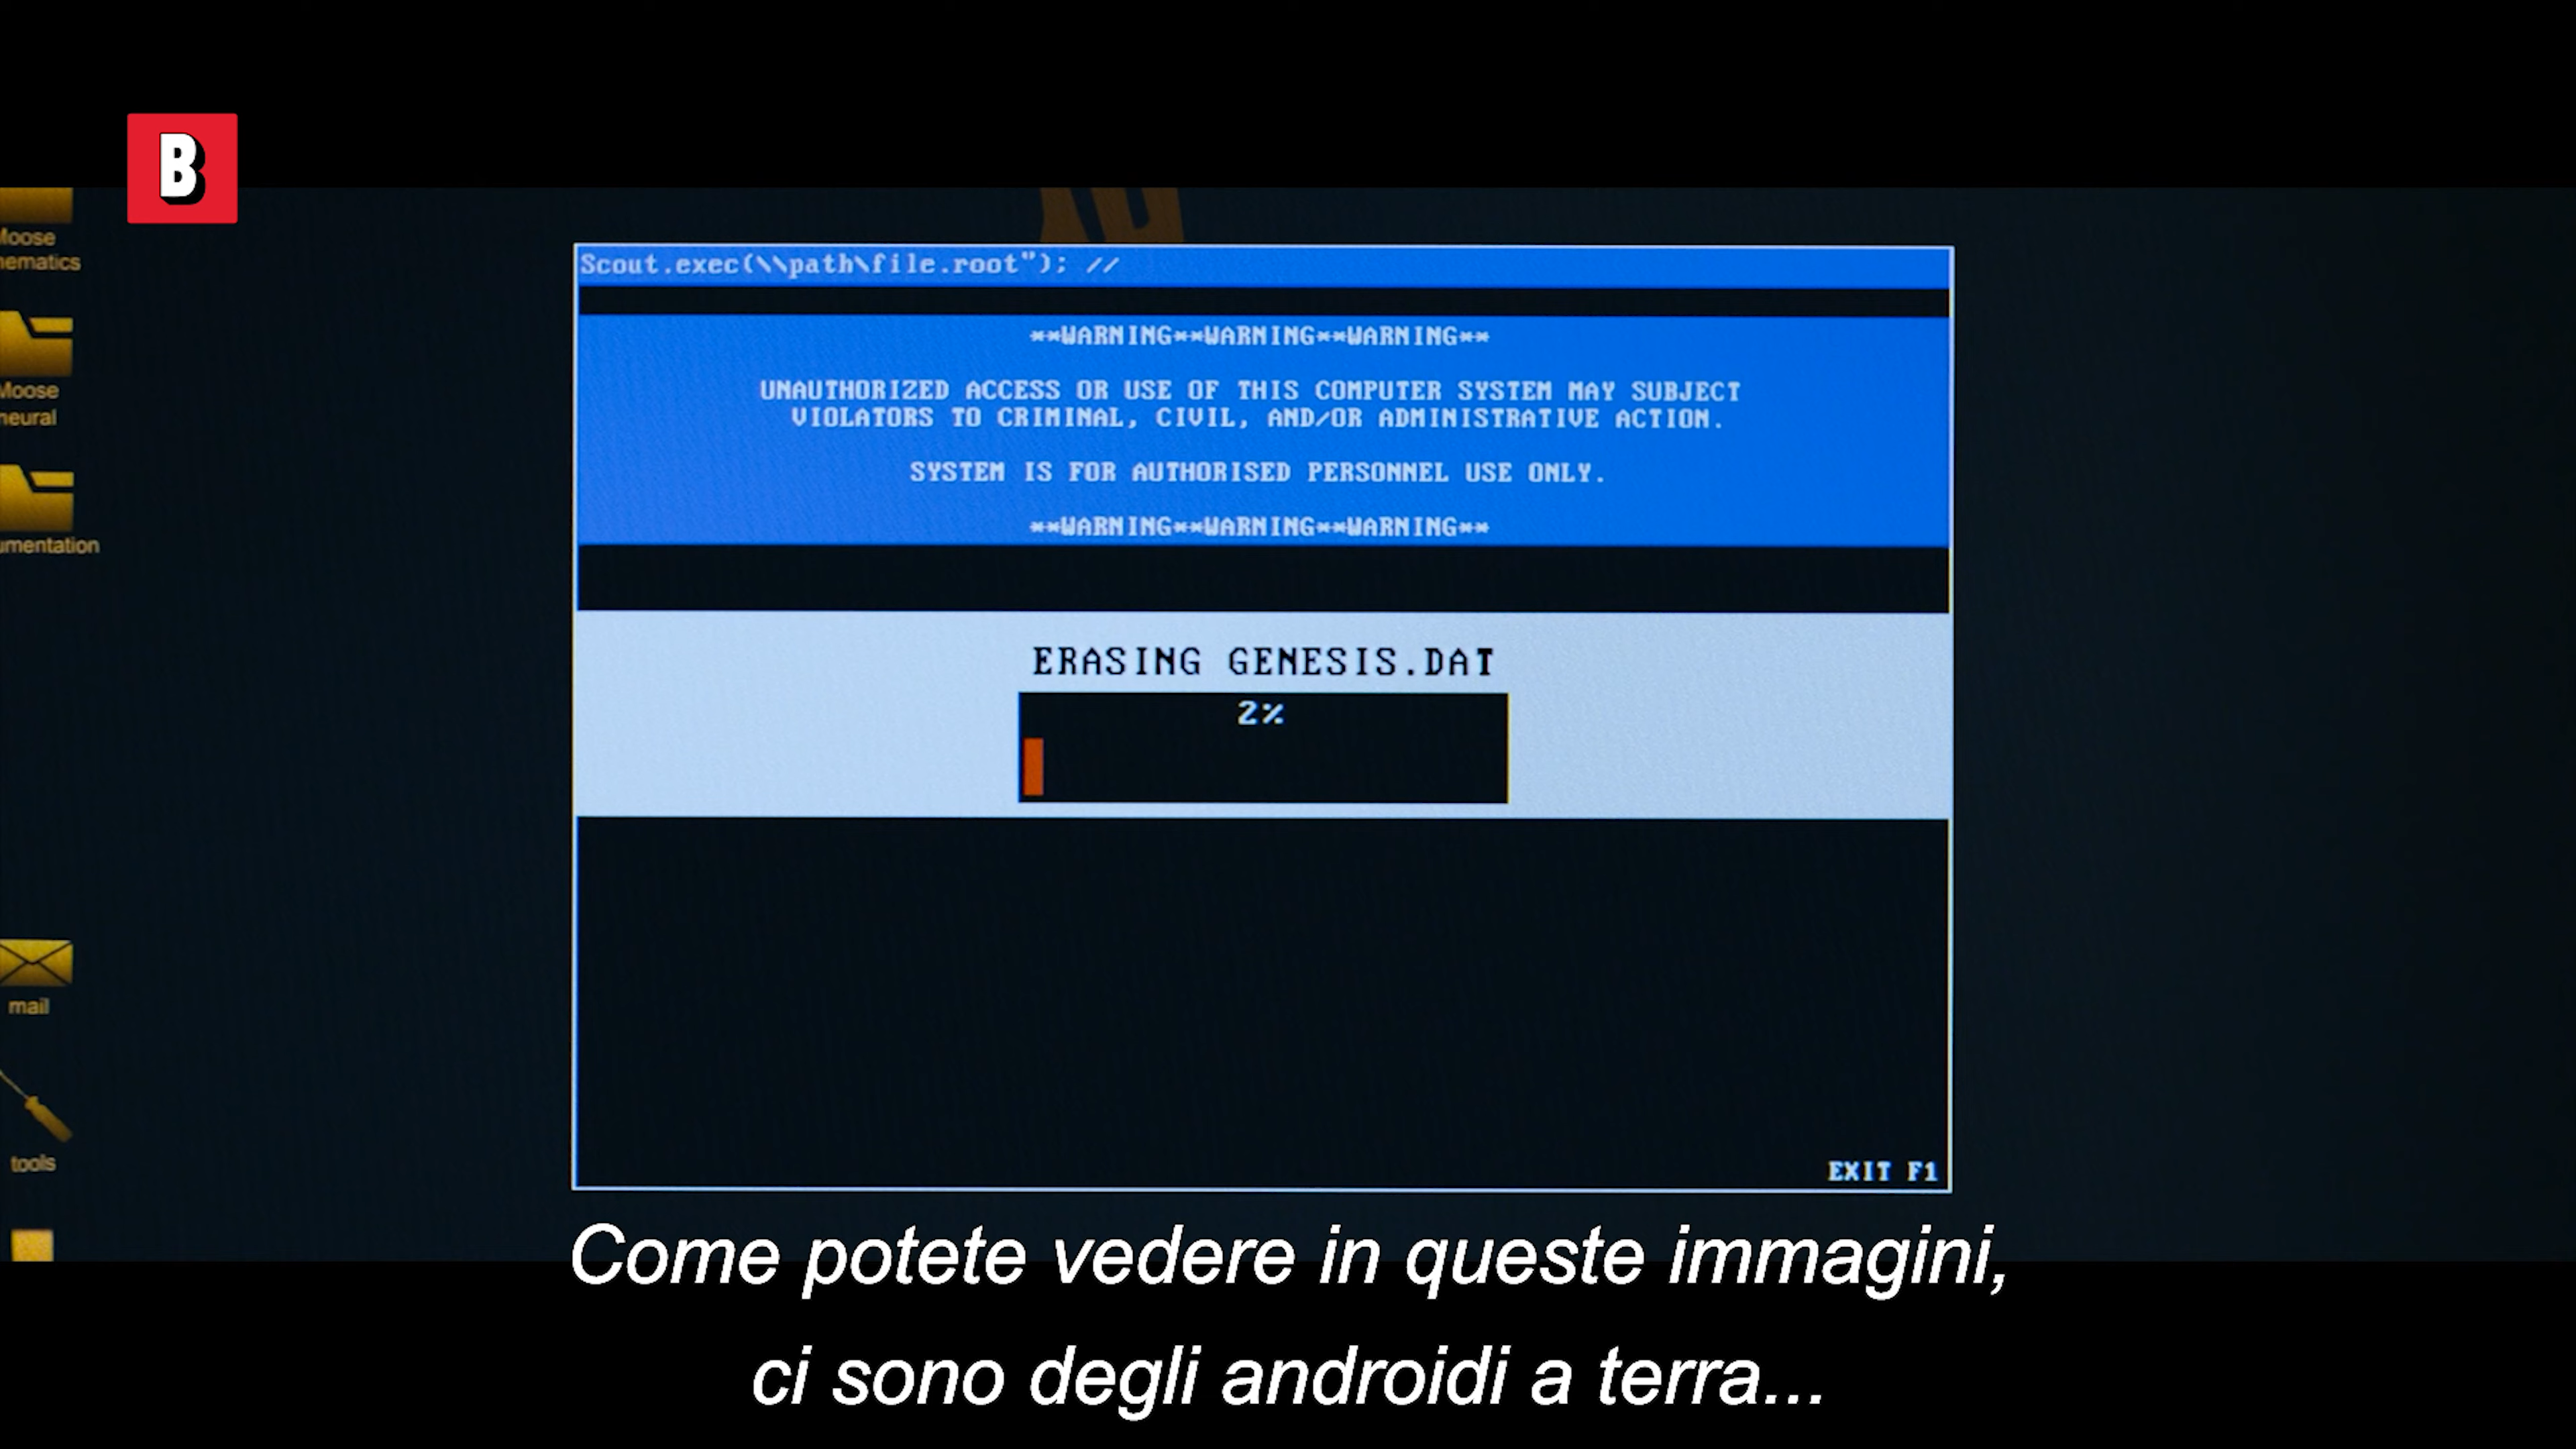 B
Moose
Scout.exec(\\path\file.root"); //
**WARNING**WARNING**WARNING**
UNAUTHORIZED ACCESS OR USE OF THIS COMPUTER SYSTEM MAY SUBJECT
VIOLATORS TO CRIMINAL, CIVIL, AND/OR ADMINISTRATIVE ACTION.
SYSTEM IS FOR AUTHORISED PERSONNEL USE ONLY.
**WARNING**WARNING**WARNING**
Moose
neural
ERASING GENESIS.DAT
2%
mail
tools
EXIT F1
Come potete vedere in queste immagini,
ci sono degli androidi a terra...